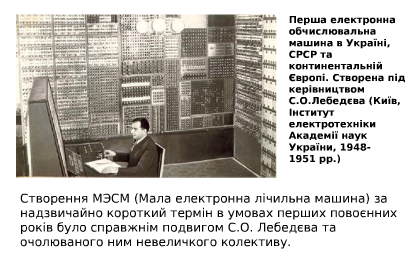 Перша електронна
обчислювальна
машина в Україні,
СРСР та
континентальній
Європі. Створена під
керівництвом
С.О.Лебедєва (Київ,
Інститут
електротехніки
Академії наук
України, 1948-
1951 рр.)
Створення МЭСМ (Мала електронна лічильна машина) за
надзвичайно короткий термін в умовах перших повоєнних
років було справжнім подвигом С.О. Лебедєва та
очолюваного ним невеличкого колективу.